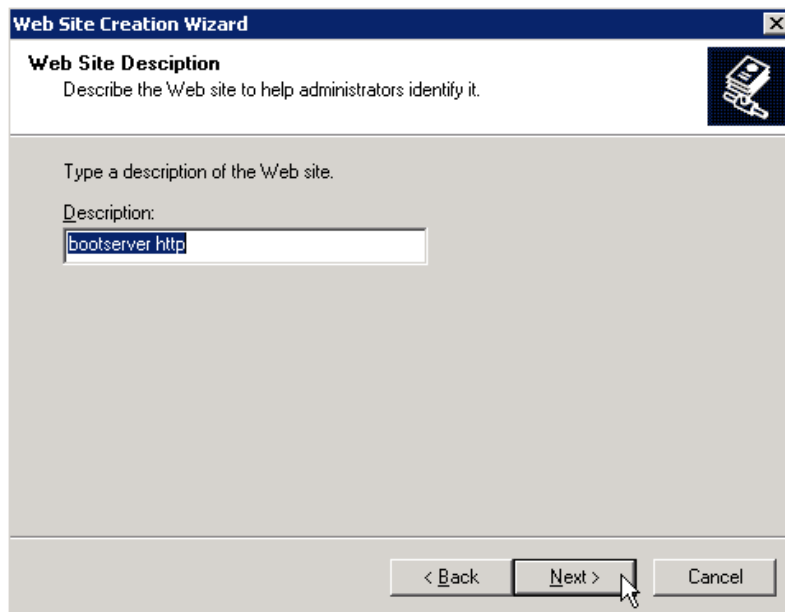 Web Site Creation Wizard
Web Site Desciption
Describe the Web site to help administrators identify it.
Type a description of the Web site.
Description:
bootserver http
< Back
Next >
Cancel